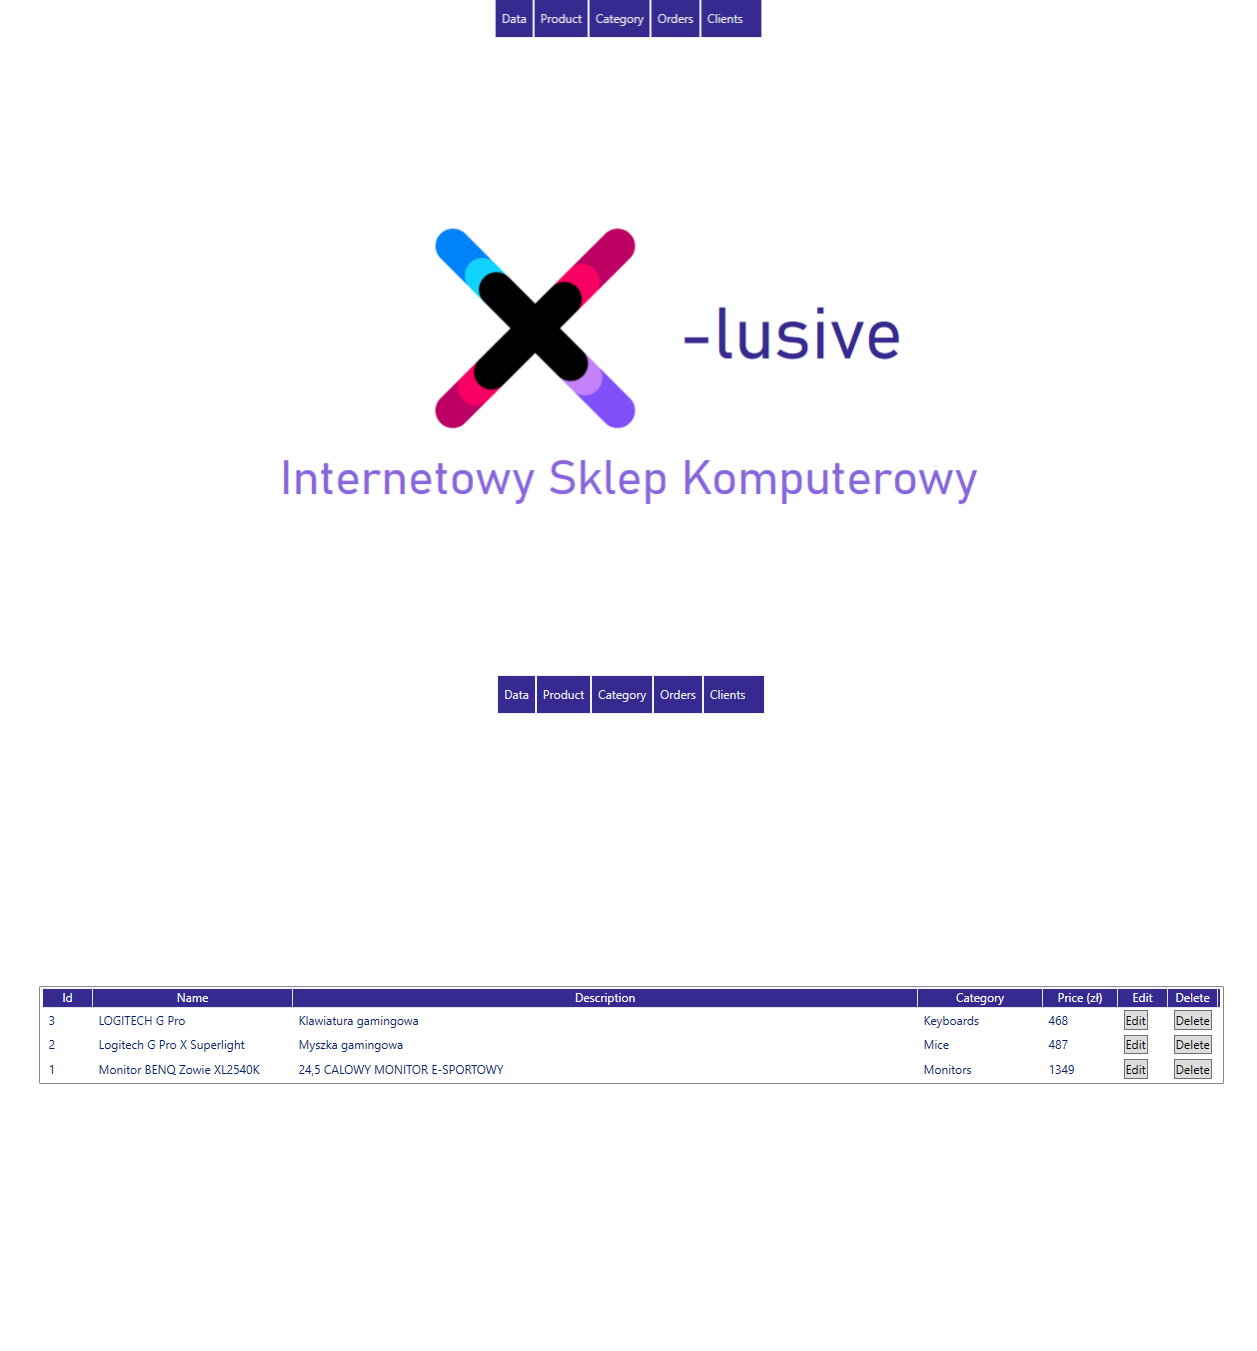 Data Product Category Orders Clients
X-lusive
Internetowy Sklep Komputerowy
Data Product Category Orders Clients
Id Name Description Category Price (zł) Edit Delete
3 LOGITECH G Pro Klawiatura gamingowa Keyboards 468 Edit Delete
2 Logitech G Pro X Superlight Myszka gamingowa Mice 487 Edit Delete
1 Monitor BENQ Zowie XL2540K 24,5 CALOWY MONITOR E-SPORTOWY Monitors 1349 Edit Delete